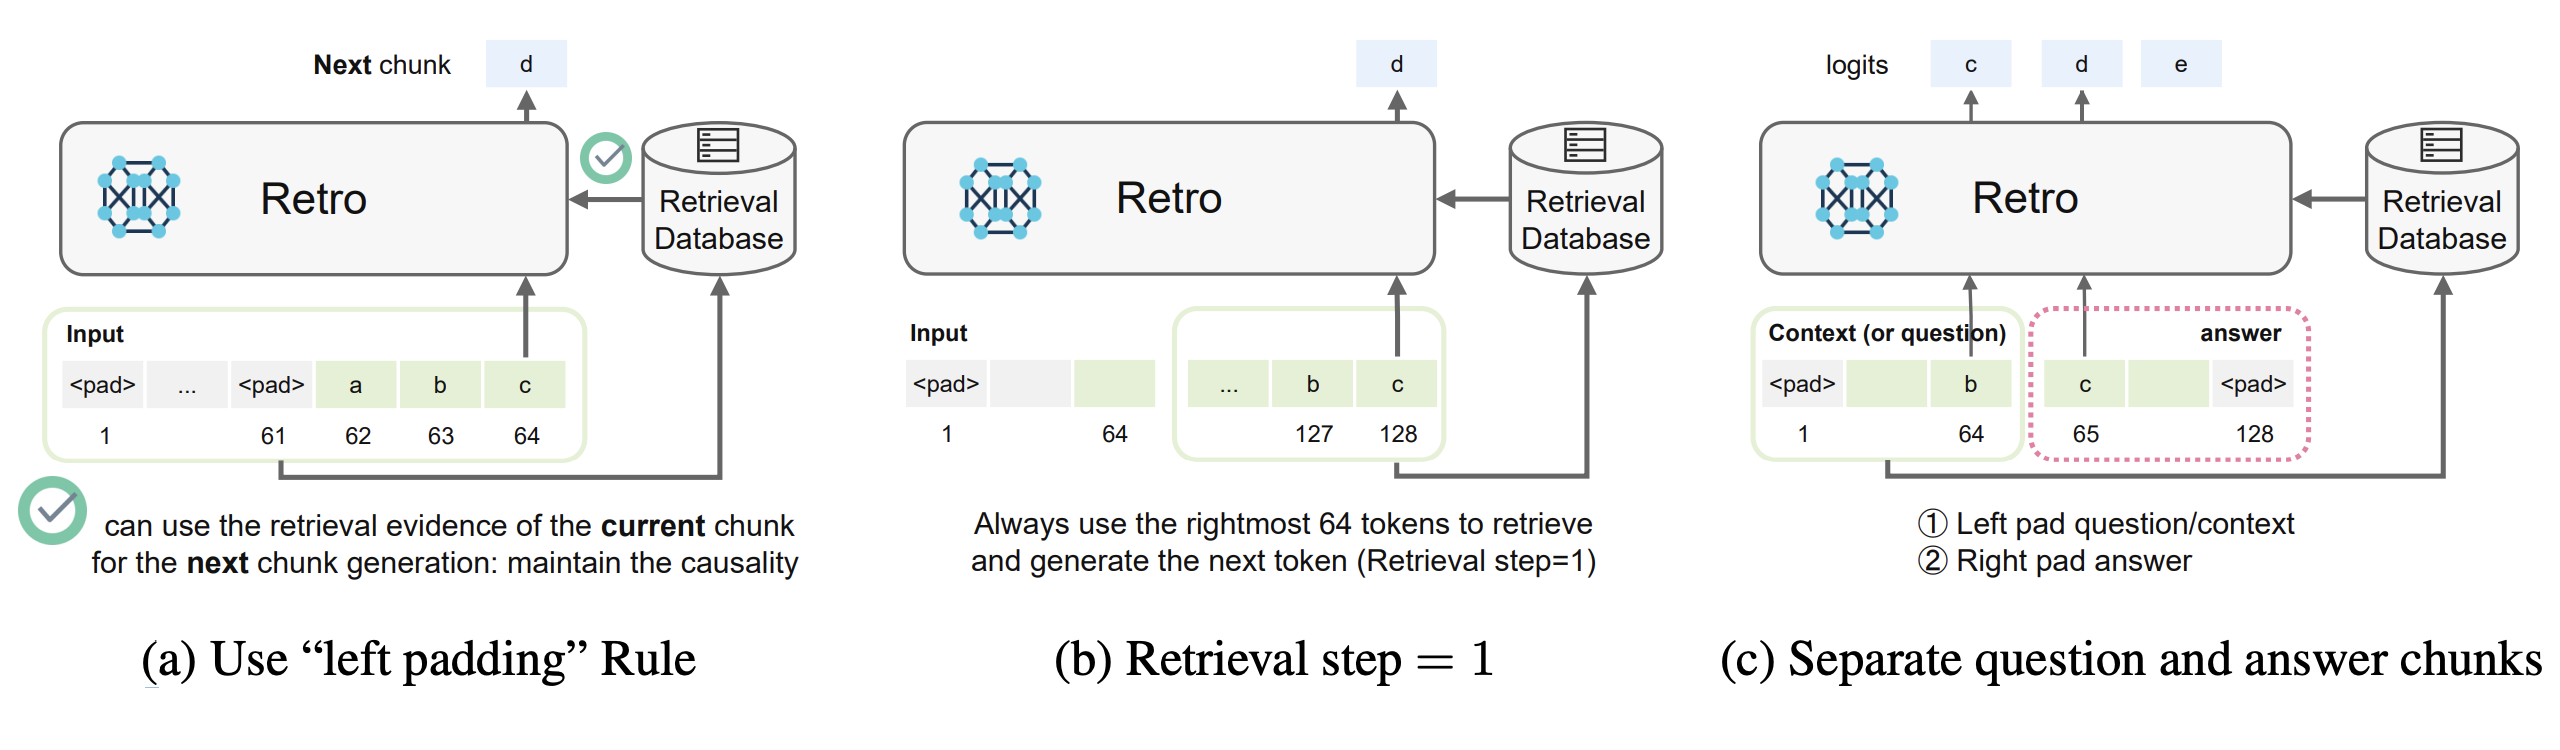 Next chunk
d
Retro
Retrieval
Database
Input
<pad>
...
<pad>
a
b
c
1
61
62
63
64
can use the retrieval evidence of the current chunk
for the next chunk generation: maintain the causality
(a) Use “left padding” Rule
d
Retro
Retrieval
Database
Input
<pad>
...
b
c
1
64
127
128
Always use the rightmost 64 tokens to retrieve
and generate the next token (Retrieval step=1)
(b) Retrieval step = 1
logits
c
d
e
Retro
Retrieval
Database
Context (or question)
answer
<pad>
b
c
<pad>
1
64
65
128
① Left pad question/context
② Right pad answer
(c) Separate question and answer chunks